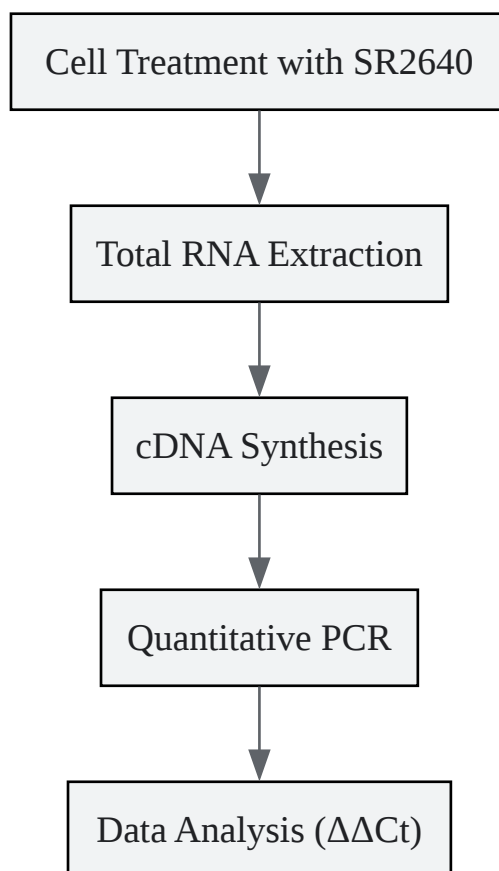 Cell Treatment with SR2640
Total RNA Extraction
cDNA Synthesis
Quantitative PCR
Data Analysis (ΔΔCt)